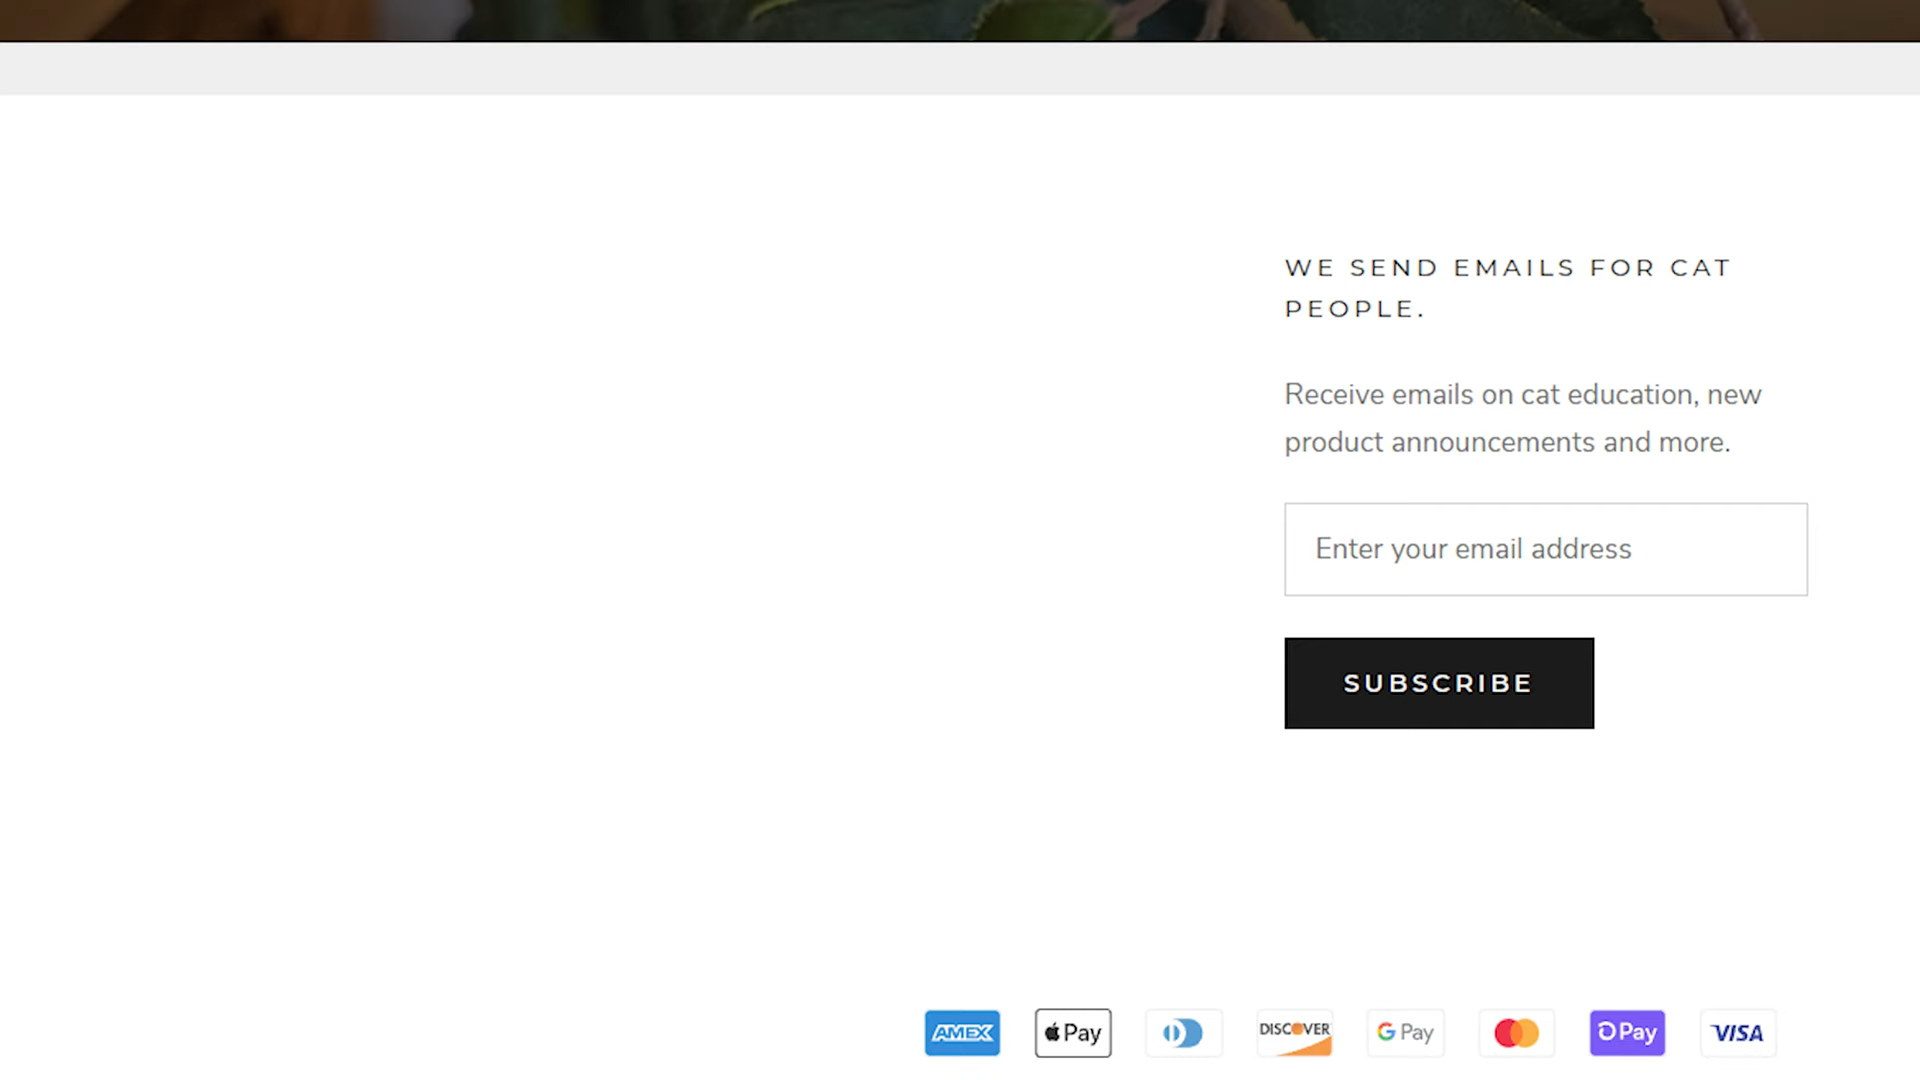 WE SEND EMAILS FOR CAT
PEOPLE.
Receive emails on cat education, new
product announcements and more.
Enter your email address
SUBSCRIBE
AMEX Pay DISCOVER G Pay Pay VISA